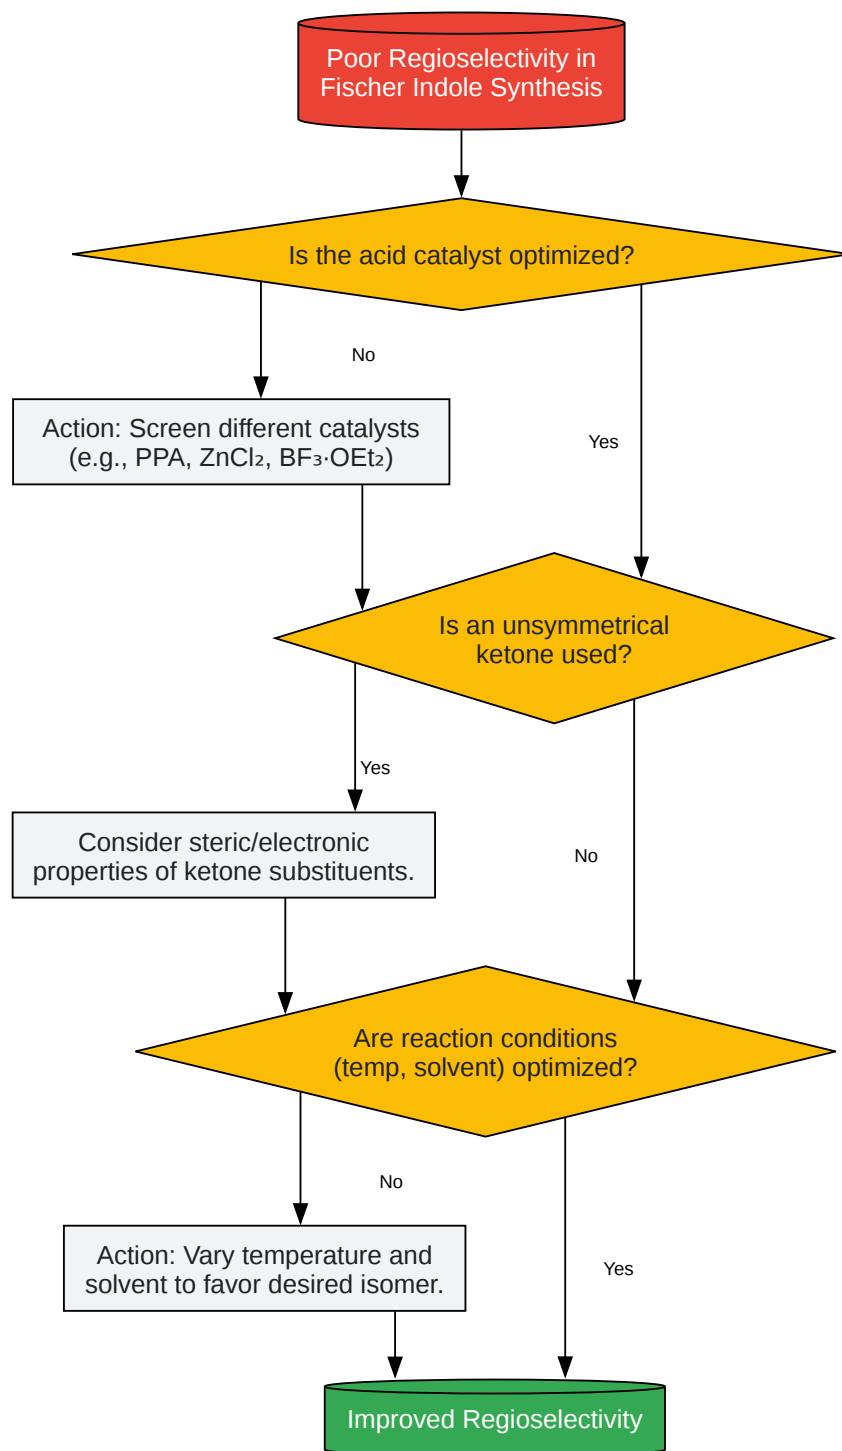 Poor Regioselectivity in
Fischer Indole Synthesis
Is the acid catalyst optimized?
No
Action: Screen different catalysts
(e.g., PPA, ZnCl₂, BF₃·OEt₂)
Yes
Is an unsymmetrical
ketone used?
Yes
Consider steric/electronic
properties of ketone substituents.
No
Are reaction conditions
(temp, solvent) optimized?
No
Action: Vary temperature and
solvent to favor desired isomer.
Yes
Improved Regioselectivity